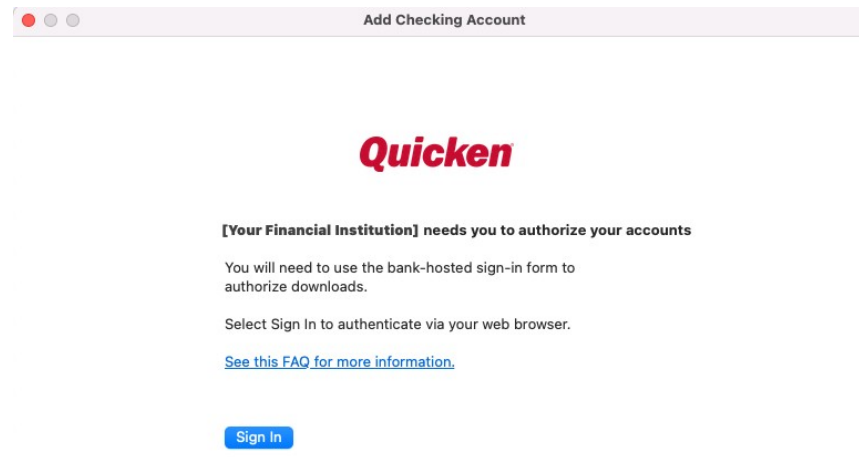 Add Checking Account
Quicken
[Your Financial Institution] needs you to authorize your accounts
You will need to use the bank-hosted sign-in form to
authorize downloads.
Select Sign In to authenticate via your web browser.
See this FAQ for more information.
Sign In